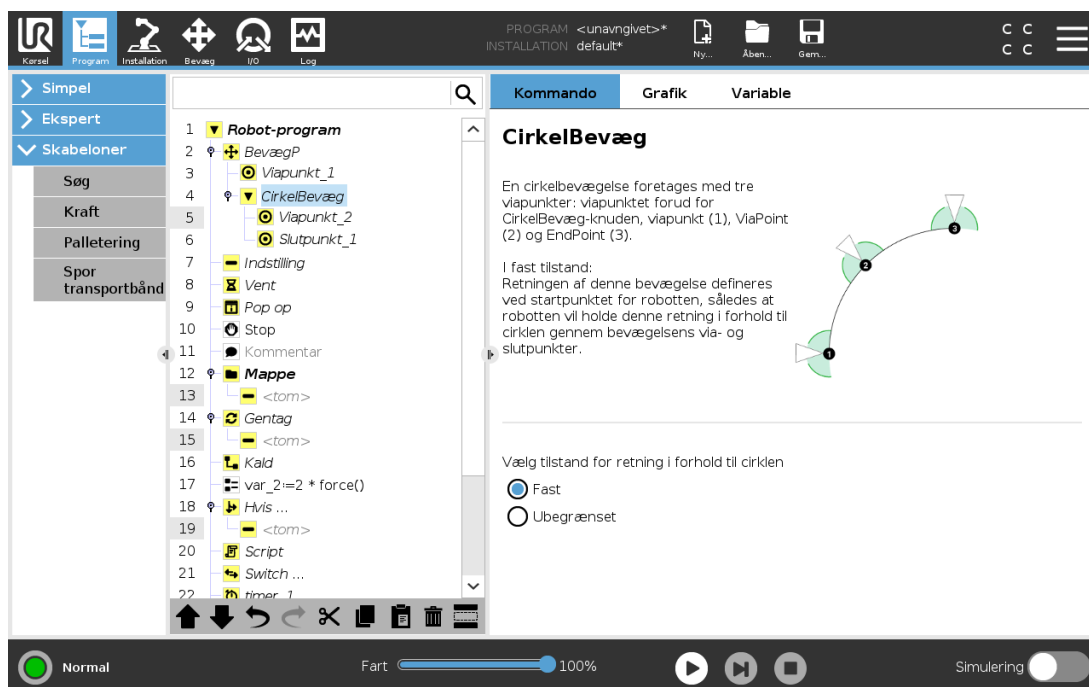 UR
PROGRAM <unavngivet>*
INSTALLATION default*
Kørsel Program Installation Bevæg I/O Log
Ny... Åben... Gem...
C C
C C
Simpel
Ekspert
Skabeloner
Søg
Kraft
Palletering
Spor
transportbånd
1 Robot-program
2 BevægP
3 Viapunkt_1
4 CirkelBevæg
5 Viapunkt_2
6 Slutpunkt_1
7 Indstilling
8 Vent
9 Pop op
10 Stop
11 Kommentar
12 Mappe
13 <tom>
14 Gentag
15 <tom>
16 Kald
17 var_2:=2 * force()
18 Hvis ...
19 <tom>
20 Script
21 Switch ...
22 timer_1
Kommando Grafik Variable
CirkelBevæg
En cirkelbevægelse foretages med tre
viapunkter: viapunktet forud for
CirkelBevæg-knuden, viapunkt (1), ViaPoint
(2) og EndPoint (3).
I fast tilstand:
Retningen af denne bevægelse defineres
ved startpunktet for robotten, således at
robotten vil holde denne retning i forhold til
cirklen gennem bevægelsens via- og
slutpunkter.
3
2
1
Vælg tilstand for retning i forhold til cirklen
Fast
Ubegrænset
Normal
Fart 100%
Simulering